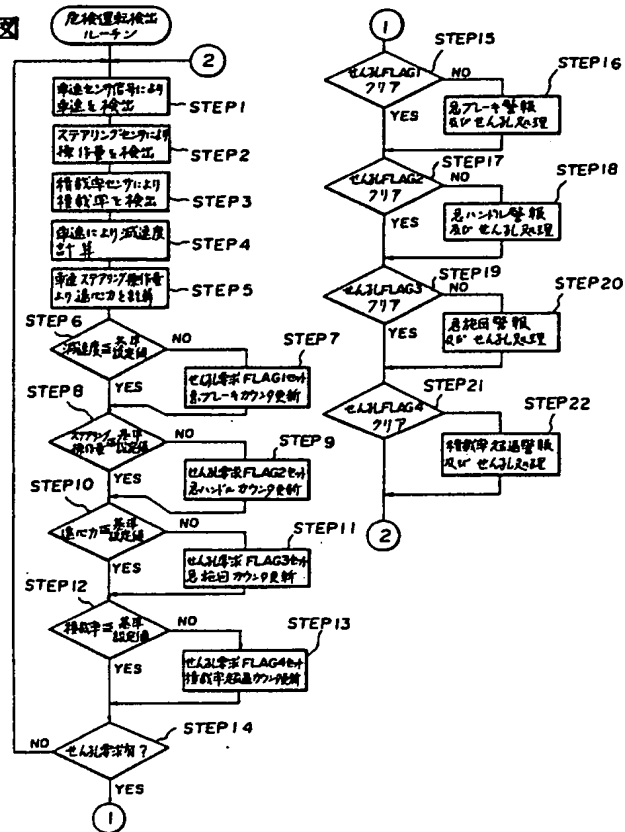 図
危検運転検出
ルーチン
2
車速センサ信号により
車速を検出
STEP1
ステアリングセンサにより
操作量を検出
STEP2
積載率センサにより
積載率を検出
STEP3
車速により減速度
計算
STEP4
車速ステアリング操作量
より遠心力を計算
STEP5
STEP6
減速度≦基準
設定値
NO
YES
STEP7
せん孔要求FLAG1セット
急ブレーキカウンタ更新
STEP8
ステアリング
操作量≦基準
設定値
NO
YES
STEP9
せん孔要求FLAG2セット
急ハンドルカウンタ更新
STEP10
遠心力≦基準
設定値
NO
YES
STEP11
せん孔要求FLAG3セット
急旋回カウンタ更新
STEP12
積載率≦基準
設定値
NO
YES
STEP13
せん孔要求FLAG4セット
積載率超過カウンタ更新
STEP14
せん孔要求有?
NO
YES
1
1
STEP15
せん孔FLAG1
クリア
NO
YES
STEP16
急ブレーキ警報
及びせん孔処理
STEP17
せん孔FLAG2
クリア
NO
YES
STEP18
急ハンドル警報
及びせん孔処理
STEP19
せん孔FLAG3
クリア
NO
YES
STEP20
急旋回警報
及びせん孔処理
STEP21
せん孔FLAG4
クリア
NO
YES
STEP22
積載率超過警報
及びせん孔処理
2